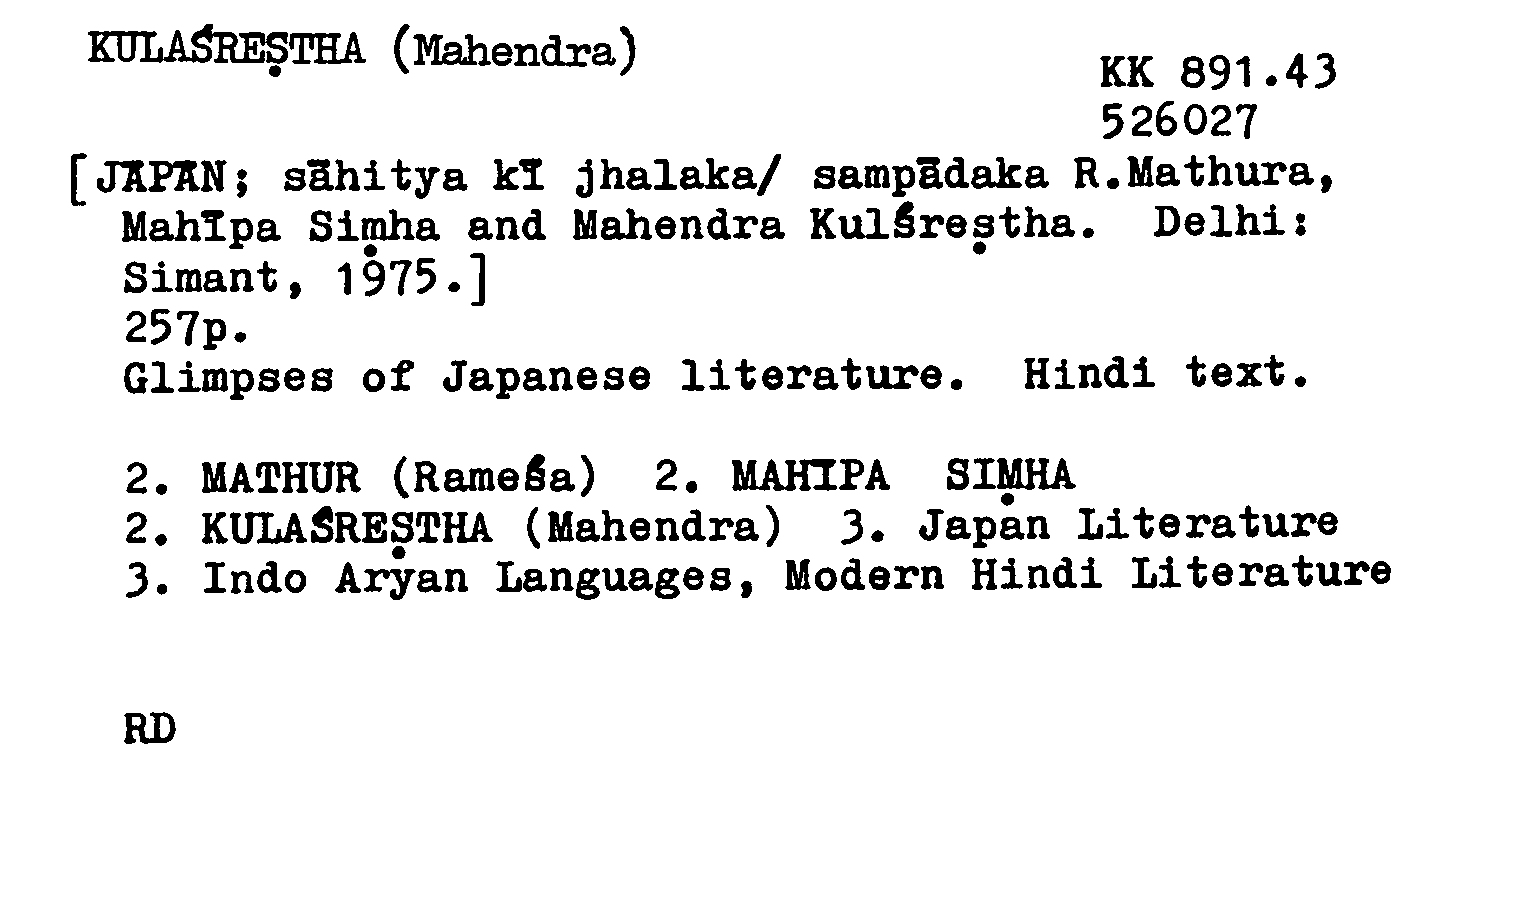 KULAŚREṢTHA (Mahendra)
KK 891.43
526027
[JĀPĀN; sāhitya kī jhalaka/ sampādaka R.Mathura,
Mahīpa Siṃha and Mahendra Kulśreṣtha. Delhi:
Simant, 1975.]
257p.
Glimpses of Japanese literature. Hindi text.
2. MATHUR (Rameśa) 2. MAHĪPA SIṂHA
2. KULAŚREṢTHA (Mahendra) 3. Japan Literature
3. Indo Aryan Languages, Modern Hindi Literature
RD